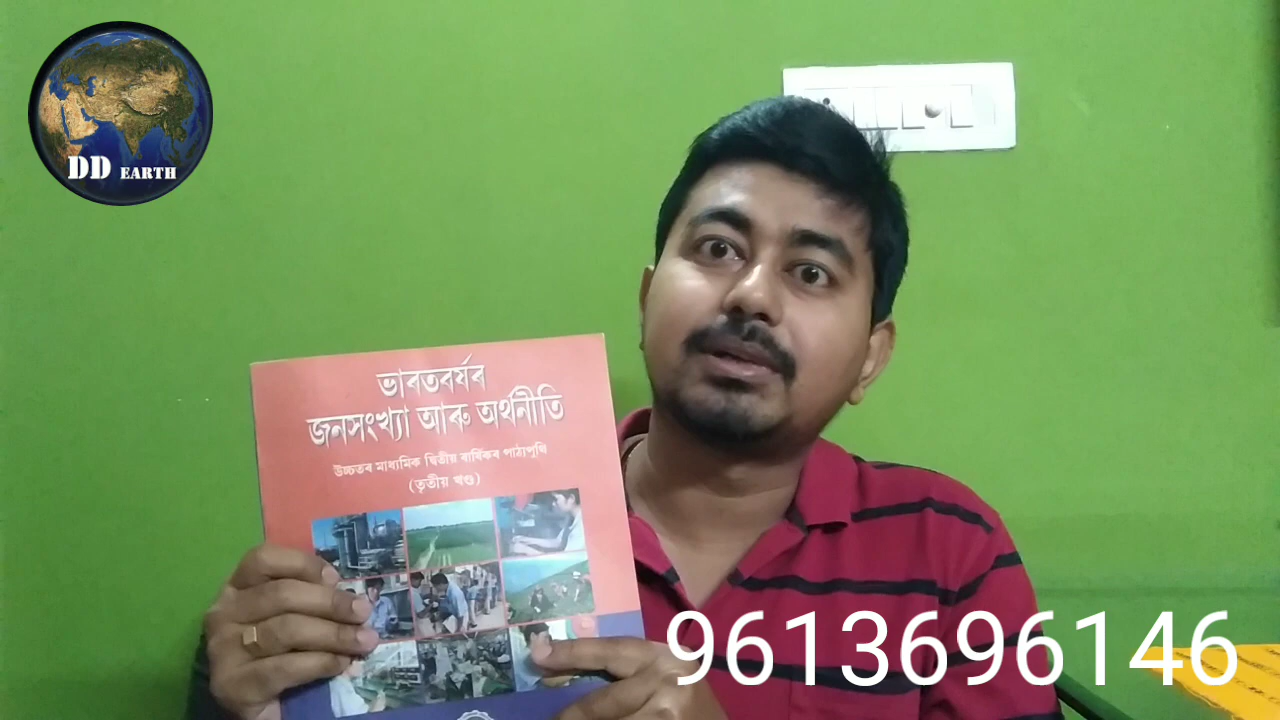 DD EARTH
ভাৰতবৰ্ষৰ
জনসংখ্যা আৰু অৰ্থনীতি
উচ্চতৰ মাধ্যমিক দ্বিতীয় বাৰ্ষিকৰ পাঠ্যপুথি
(তৃতীয় খণ্ড)
9613696146